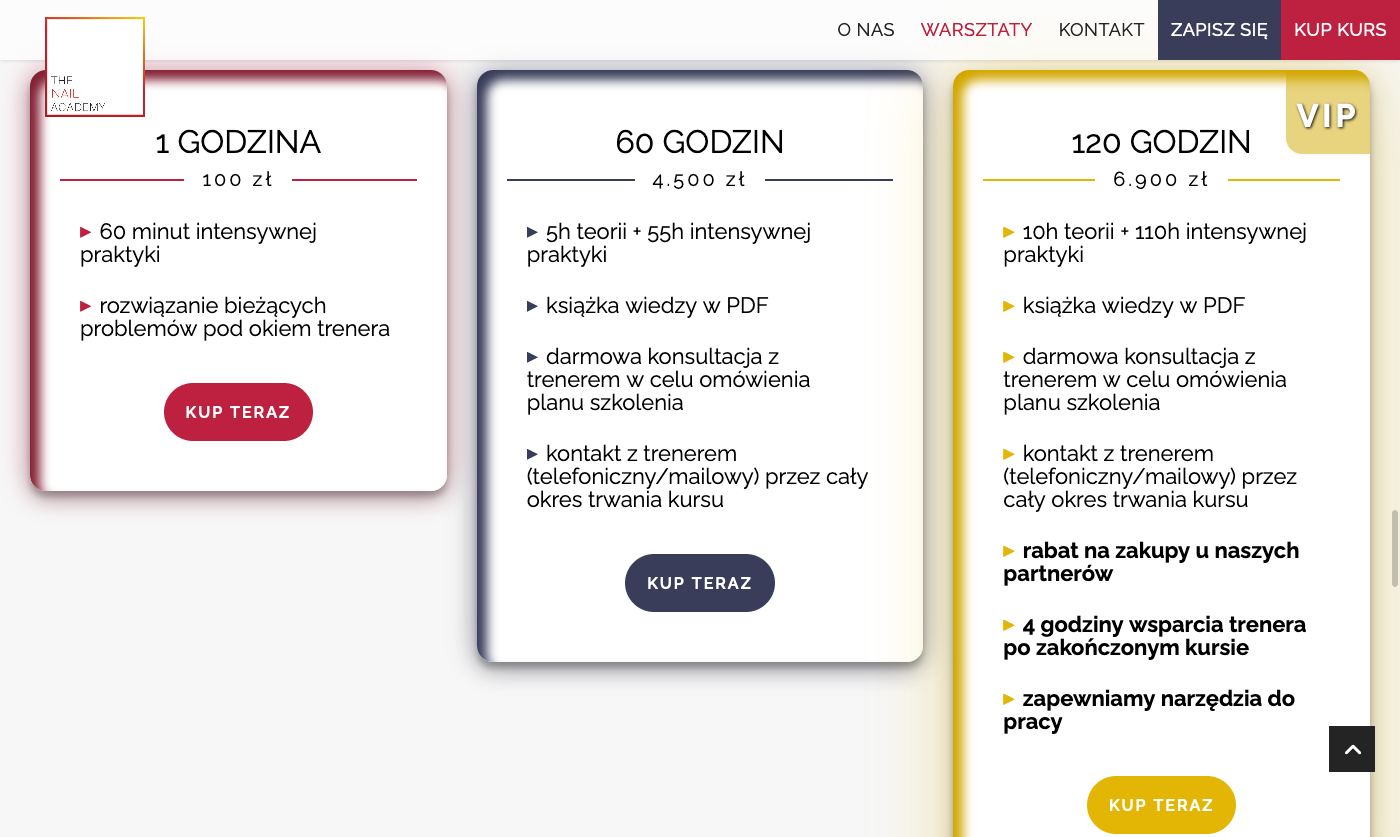 O NAS
WARSZTATY
KONTAKT
ZAPISZ SIĘ
KUP KURS
THE
NAIL
ACADEMY
1 GODZINA
100 zł
► 60 minut intensywnej
praktyki
► rozwiązanie bieżących
problemów pod okiem trenera
KUP TERAZ
60 GODZIN
4.500 zł
► 5h teorii + 55h intensywnej
praktyki
► książka wiedzy w PDF
► darmowa konsultacja z
trenerem w celu omówienia
planu szkolenia
► kontakt z trenerem
(telefoniczny/mailowy) przez cały
okres trwania kursu
KUP TERAZ
VIP
120 GODZIN
6.900 zł
► 10h teorii + 110h intensywnej
praktyki
► książka wiedzy w PDF
► darmowa konsultacja z
trenerem w celu omówienia
planu szkolenia
► kontakt z trenerem
(telefoniczny/mailowy) przez
cały okres trwania kursu
► rabat na zakupy u naszych
partnerów
► 4 godziny wsparcia trenera
po zakończonym kursie
► zapewniamy narzędzia do
pracy
KUP TERAZ